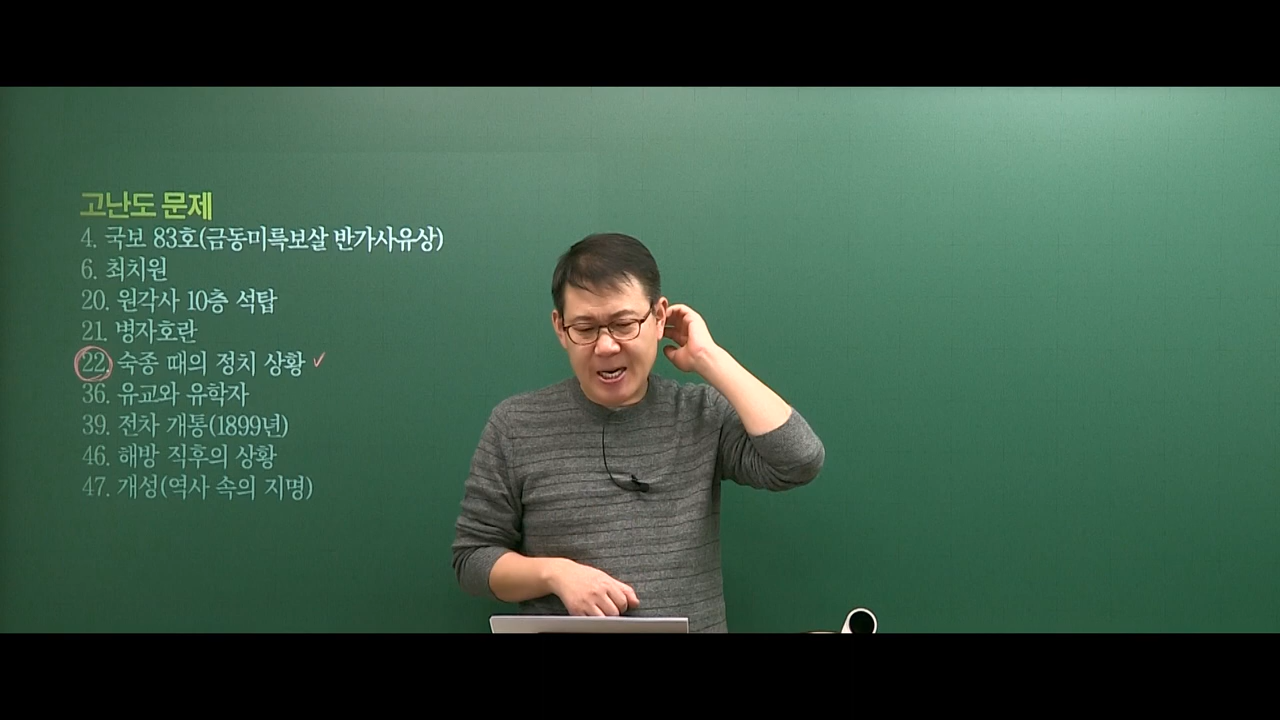 고난도 문제
4. 국보 83호(금동미륵보살 반가사유상)
6. 최치원
20. 원각사 10층 석탑
21. 병자호란
22. 숙종 때의 정치 상황
36. 유교와 유학자
39. 전차 개통(1899년)
46. 해방 직후의 상황
47. 개성(역사 속의 지명)